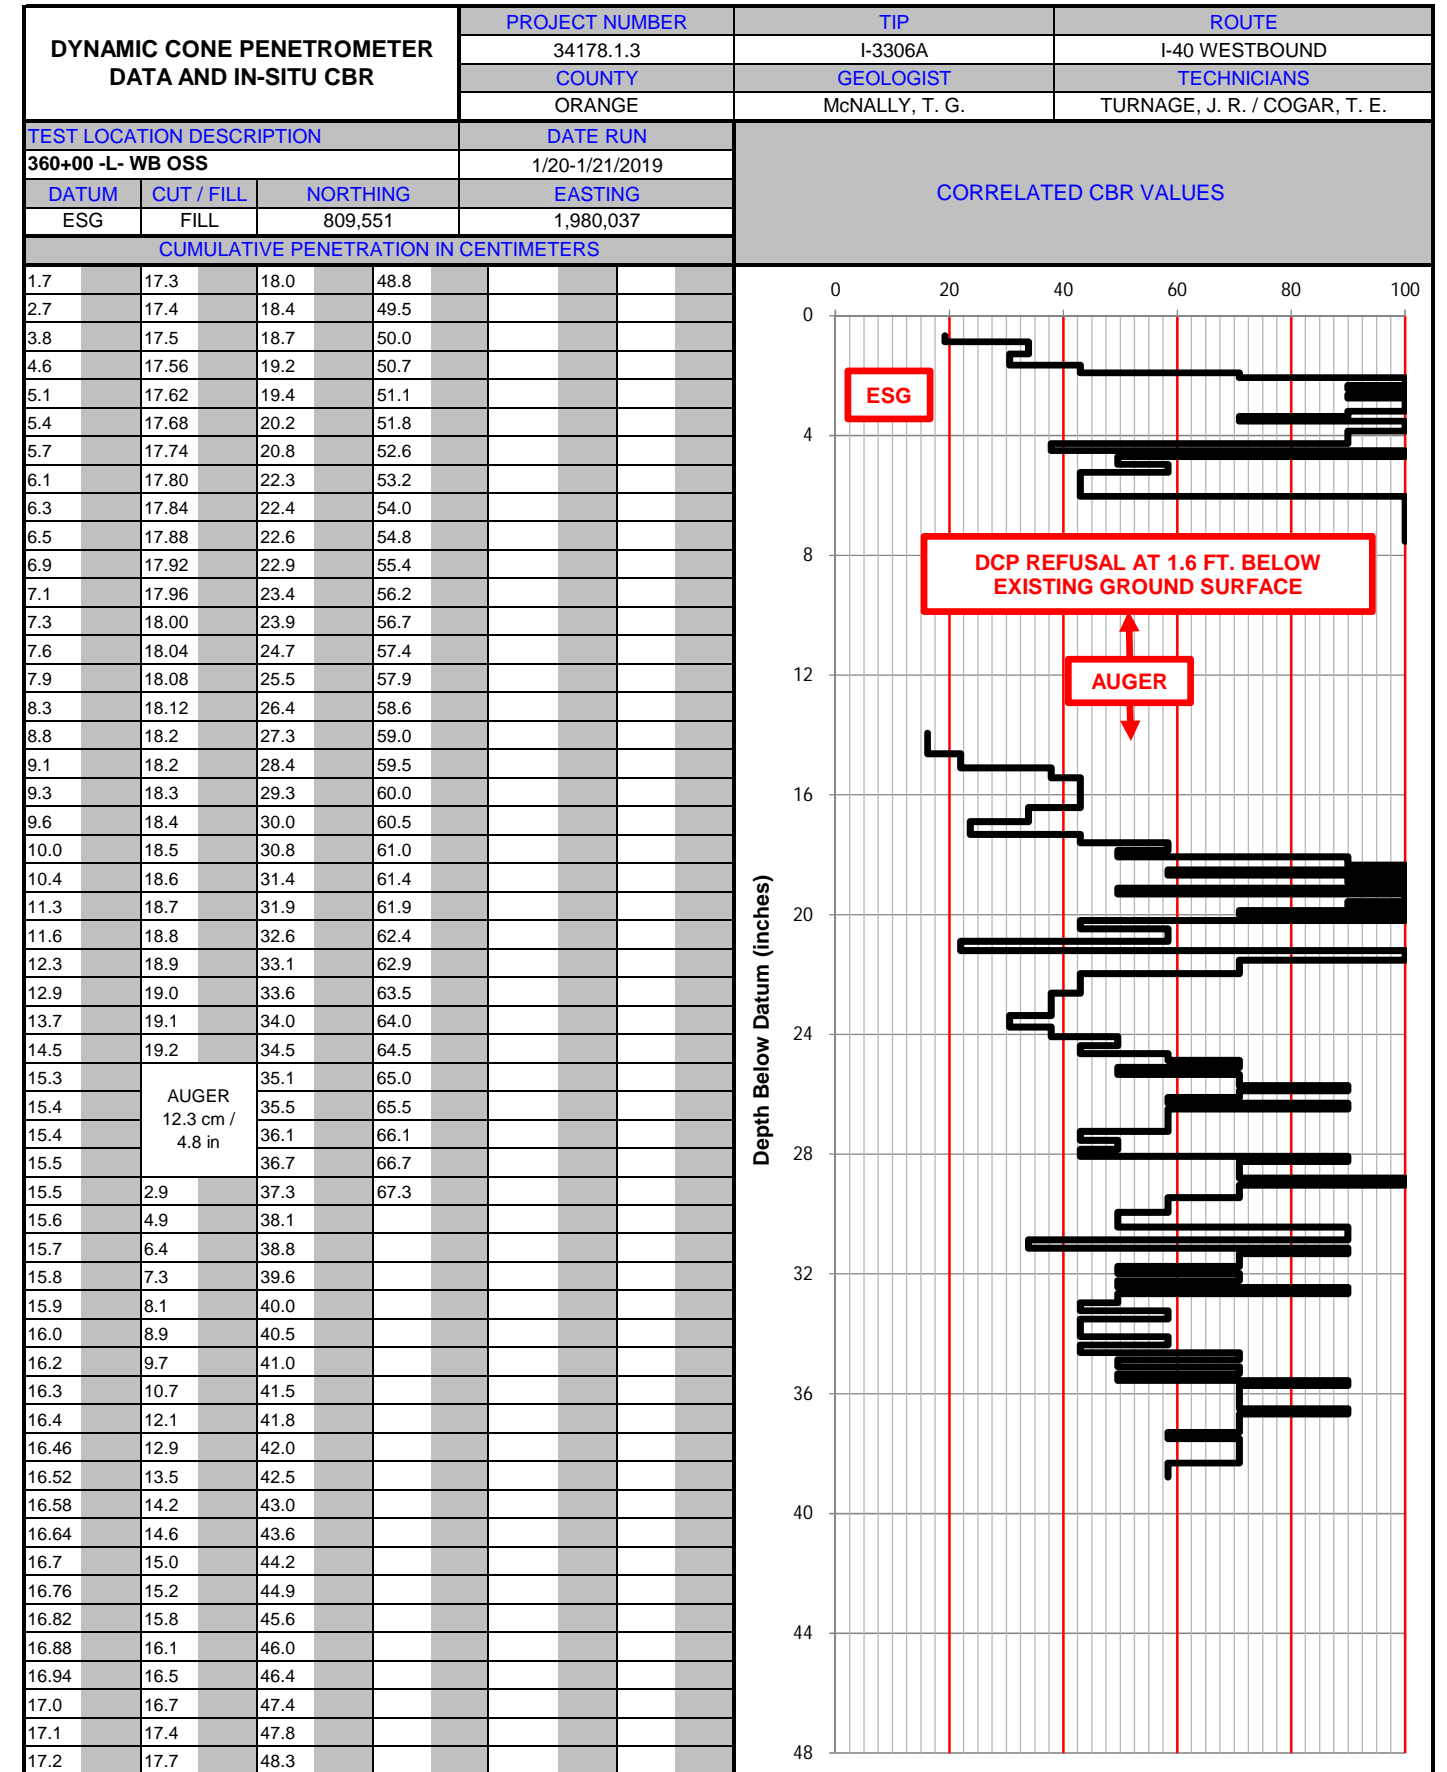 DYNAMIC CONE PENETROMETER
DATA AND IN-SITU CBR
PROJECT NUMBER TIP ROUTE
34178.1.3 I-3306A I-40 WESTBOUND
COUNTY GEOLOGIST TECHNICIANS
ORANGE McNALLY, T. G. TURNAGE, J. R. / COGAR, T. E.
TEST LOCATION DESCRIPTION DATE RUN
360+00 -L- WB OSS 1/20-1/21/2019
DATUM CUT / FILL NORTHING EASTING
ESG FILL 809,551 1,980,037
CUMULATIVE PENETRATION IN CENTIMETERS
CORRELATED CBR VALUES
1.7 17.3 18.0 48.8
2.7 17.4 18.4 49.5
3.8 17.5 18.7 50.0
4.6 17.56 19.2 50.7
5.1 17.62 19.4 51.1
5.4 17.68 20.2 51.8
5.7 17.74 20.8 52.6
6.1 17.80 22.3 53.2
6.3 17.84 22.4 54.0
6.5 17.88 22.6 54.8
6.9 17.92 22.9 55.4
7.1 17.96 23.4 56.2
7.3 18.00 23.9 56.7
7.6 18.04 24.7 57.4
7.9 18.08 25.5 57.9
8.3 18.12 26.4 58.6
8.8 18.2 27.3 59.0
9.1 18.2 28.4 59.5
9.3 18.3 29.3 60.0
9.6 18.4 30.0 60.5
10.0 18.5 30.8 61.0
10.4 18.6 31.4 61.4
11.3 18.7 31.9 61.9
11.6 18.8 32.6 62.4
12.3 18.9 33.1 62.9
12.9 19.0 33.6 63.5
13.7 19.1 34.0 64.0
14.5 19.2 34.5 64.5
15.3 35.1 65.0
15.4 35.5 65.5
15.4 36.1 66.1
15.5 36.7 66.7
AUGER
12.3 cm /
4.8 in
15.5 2.9 37.3 67.3
15.6 4.9 38.1
15.7 6.4 38.8
15.8 7.3 39.6
15.9 8.1 40.0
16.0 8.9 40.5
16.2 9.7 41.0
16.3 10.7 41.5
16.4 12.1 41.8
16.46 12.9 42.0
16.52 13.5 42.5
16.58 14.2 43.0
16.64 14.6 43.6
16.7 15.0 44.2
16.76 15.2 44.9
16.82 15.8 45.6
16.88 16.1 46.0
16.94 16.5 46.4
17.0 16.7 47.4
17.1 17.4 47.8
17.2 17.7 48.3
0 20 40 60 80 100
0
4
8
12
16
20
24
28
32
36
40
44
48
Depth Below Datum (inches)
ESG
DCP REFUSAL AT 1.6 FT. BELOW
EXISTING GROUND SURFACE
AUGER